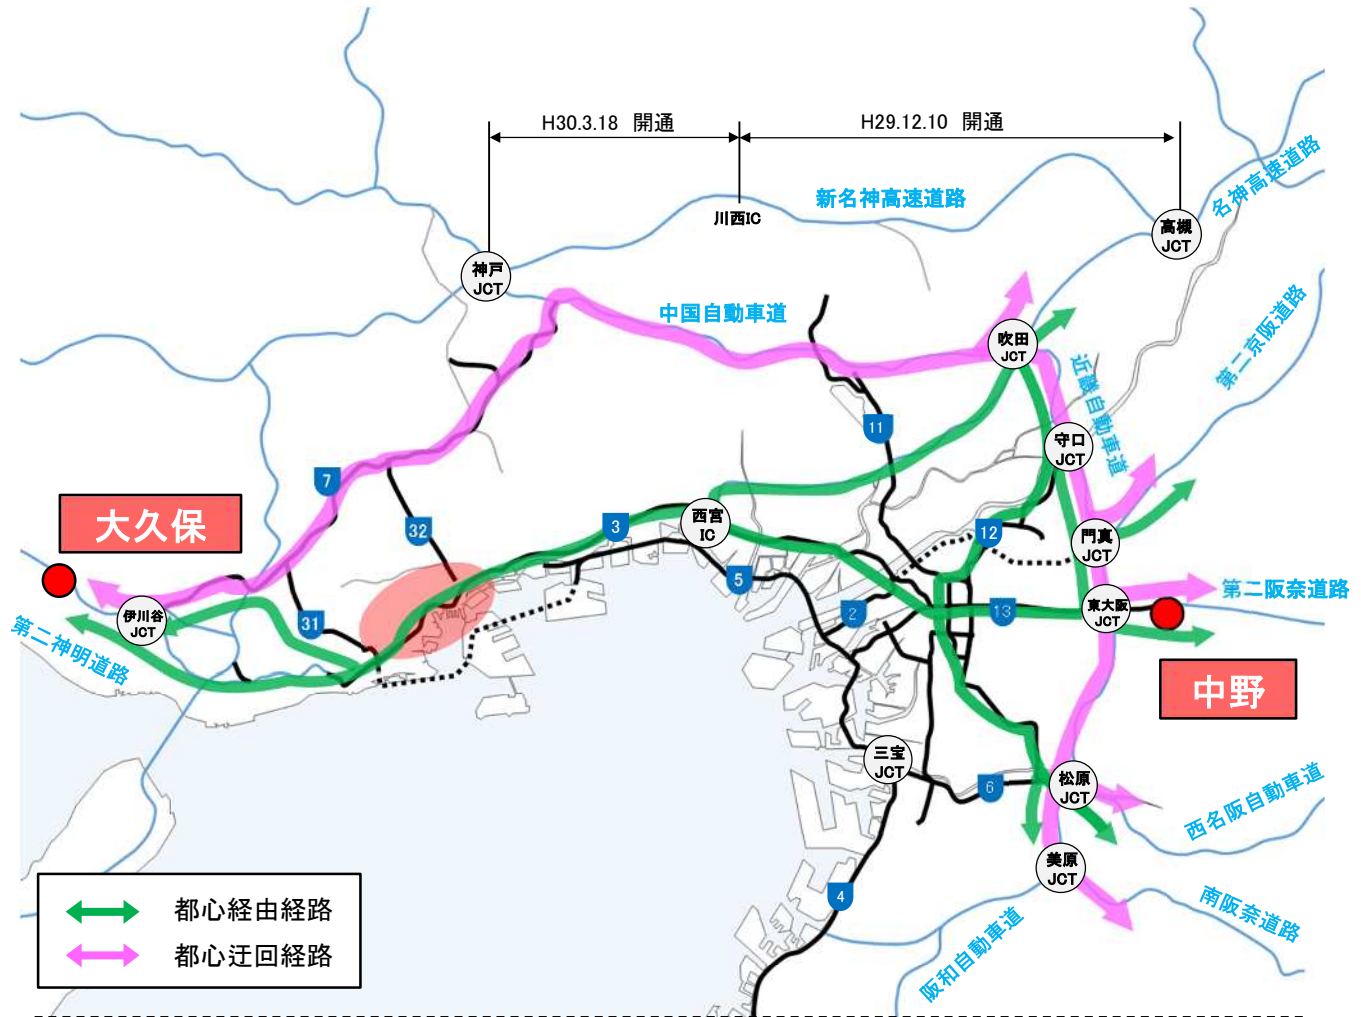 H30.3.18 開通
H29.12.10 開通
名神高速道路
新名神高速道路
川西IC
高槻
JCT
神戸
JCT
中国自動車道
吹田
JCT
第二京阪道路
近畿自動車道
11
守口
JCT
7
大久保
32
3
西宮
IC
12
門真
JCT
5
第二阪奈道路
伊川谷
JCT
31
2
13
東大阪
JCT
第二神明道路
中野
三宝
JCT
6
松原
JCT
西名阪自動車道
美原
JCT
4
南阪奈道路
阪和自動車道
都心経由経路
都心迂回経路